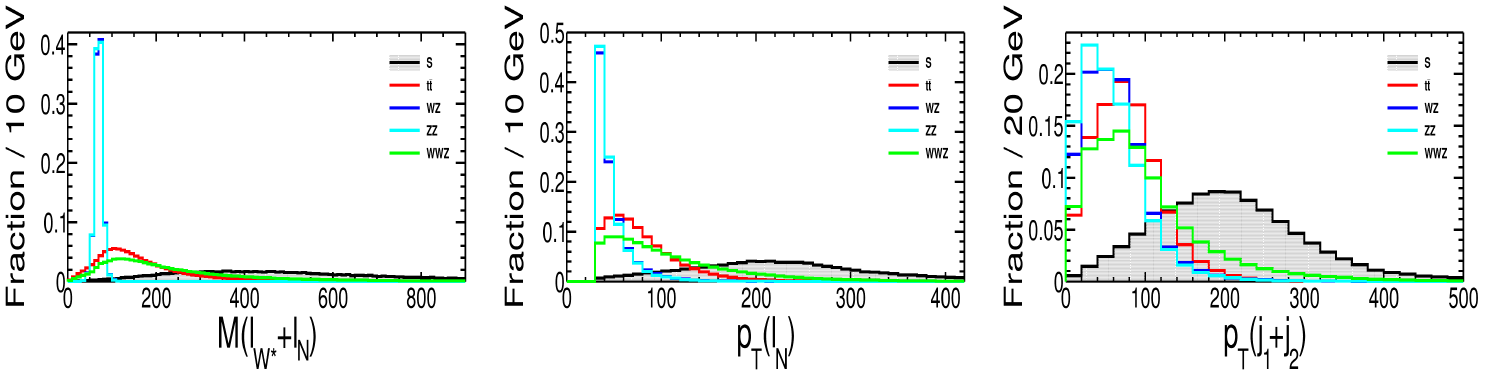 Fraction / 10 GeV
0.4
0.3
0.2
0.1
0
s
tt̄
wz
zz
wwz
0 200 400 600 800
M(l_W*+l_N)
Fraction / 10 GeV
0.5
0.4
0.3
0.2
0.1
0
s
tt̄
wz
zz
wwz
0 100 200 300 400
p_T(l_N)
Fraction / 20 GeV
0.2
0.15
0.1
0.05
0
s
tt̄
wz
zz
wwz
0 100 200 300 400 500
p_T(j_1+j_2)